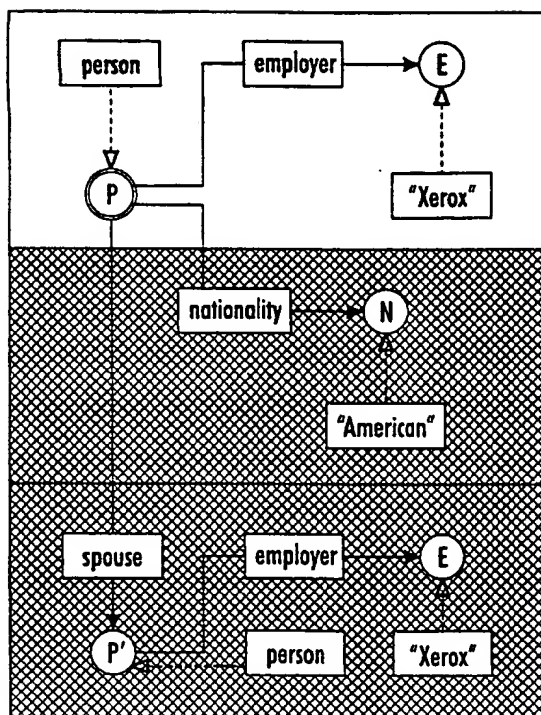 person
employer
E
P
"Xerox"
nationality
N
"American"
spouse
employer
E
P'
person
"Xerox"